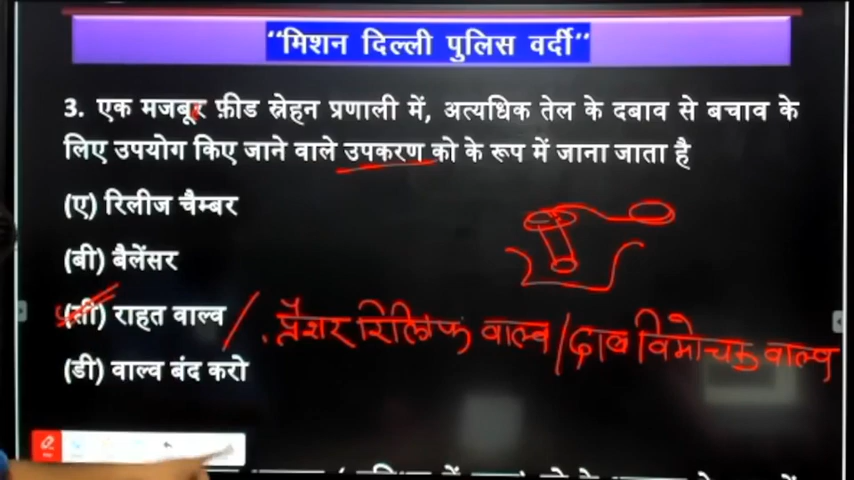 “मिशन दिल्ली पुलिस वर्दी”
3. एक मजबूर फ़ीड स्नेहन प्रणाली में, अत्यधिक तेल के दबाव से बचाव के
लिए उपयोग किए जाने वाले उपकरण को के रूप में जाना जाता है
(ए) रिलीज चैम्बर
(बी) बैलेंसर
(सी) राहत वाल्व / प्रैशर रिलिफ वाल्व / दाब विमोचक वाल्व
(डी) वाल्व बंद करो